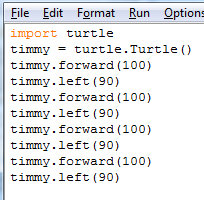 File Edit Format Run Options
import turtle
timmy = turtle.Turtle()
timmy.forward(100)
timmy.left(90)
timmy.forward(100)
timmy.left(90)
timmy.forward(100)
timmy.left(90)
timmy.forward(100)
timmy.left(90)